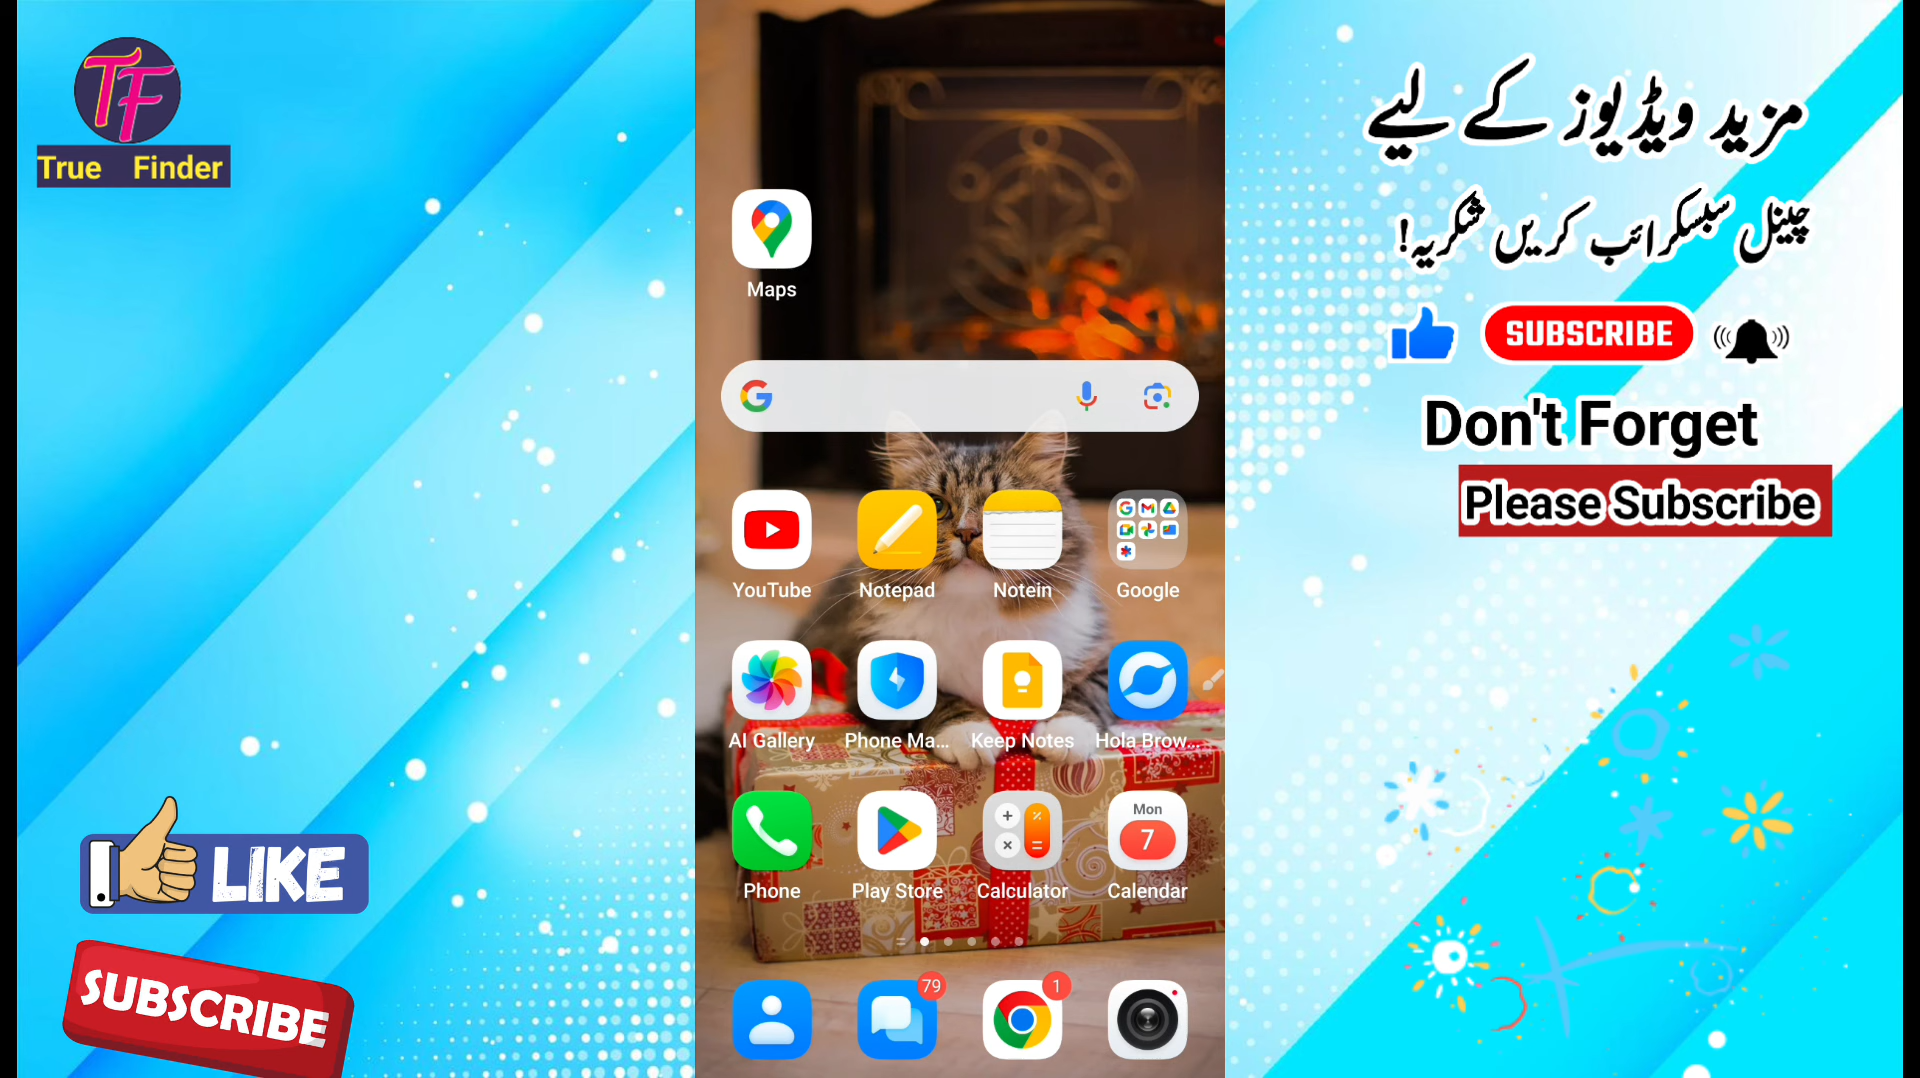 TF
True Finder
LIKE
SUBSCRIBE
Maps
YouTube
Notepad
Notein
Google
AI Gallery
Phone Ma...
Keep Notes
Hola Brow...
Mon
7
Phone
Play Store
Calculator
Calendar
79
1
مزید ویڈیوز کے لیے
چینل سبسکرائب کریں شکریہ!
SUBSCRIBE
Don't Forget
Please Subscribe